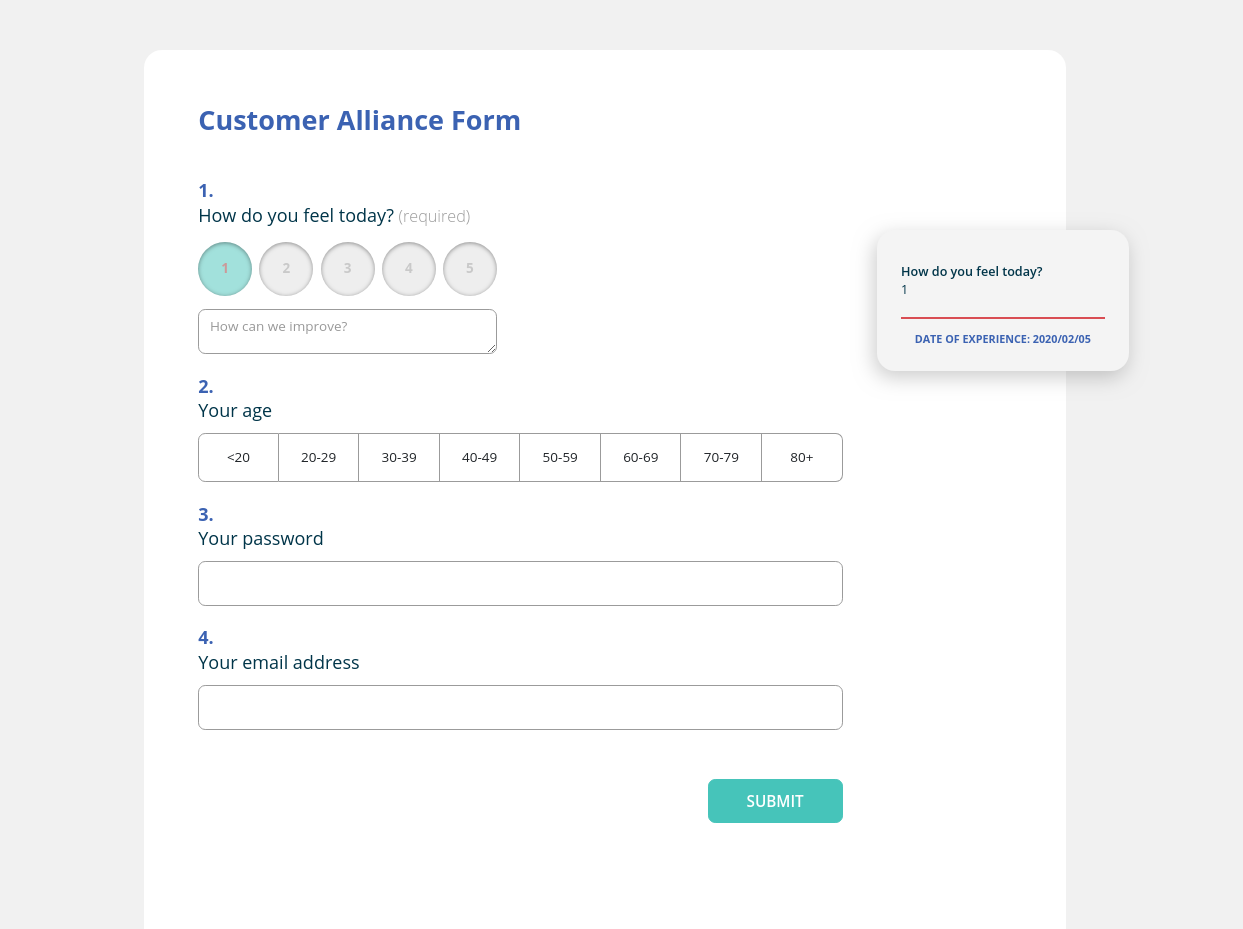 Customer Alliance Form
1.
How do you feel today? (required)
1 2 3 4 5
How can we improve?
2.
Your age
<20 20-29 30-39 40-49 50-59 60-69 70-79 80+
3.
Your password
4.
Your email address
SUBMIT
How do you feel today?
1
DATE OF EXPERIENCE: 2020/02/05